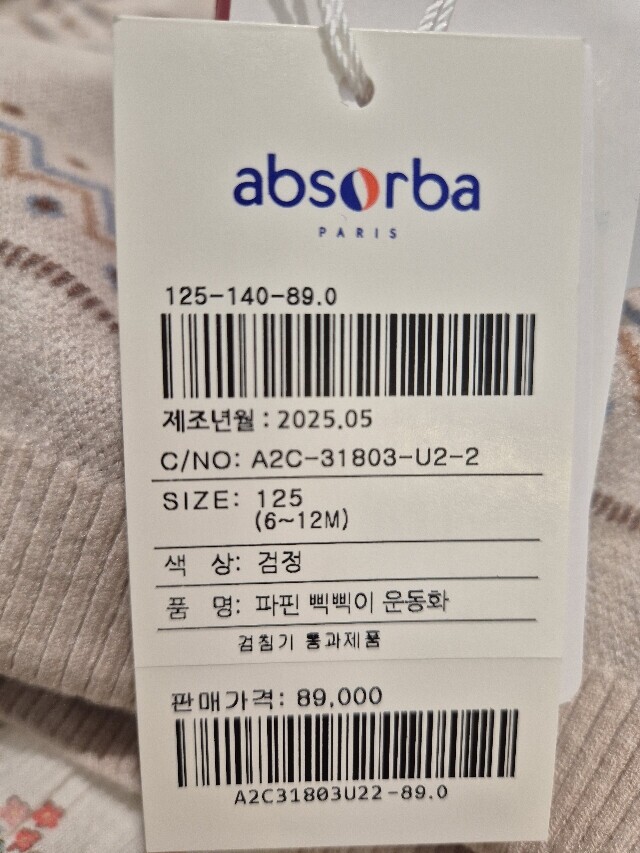 absorba
PARIS
125-140-89.0
제조년월 : 2025.05
C/NO: A2C-31803-U2-2
SIZE: 125
(6~12M)
색 상: 검정
품 명: 파핀 삑삑이 운동화
검침기 통과제품
판매가격: 89,000
A2C31803U22-89.0